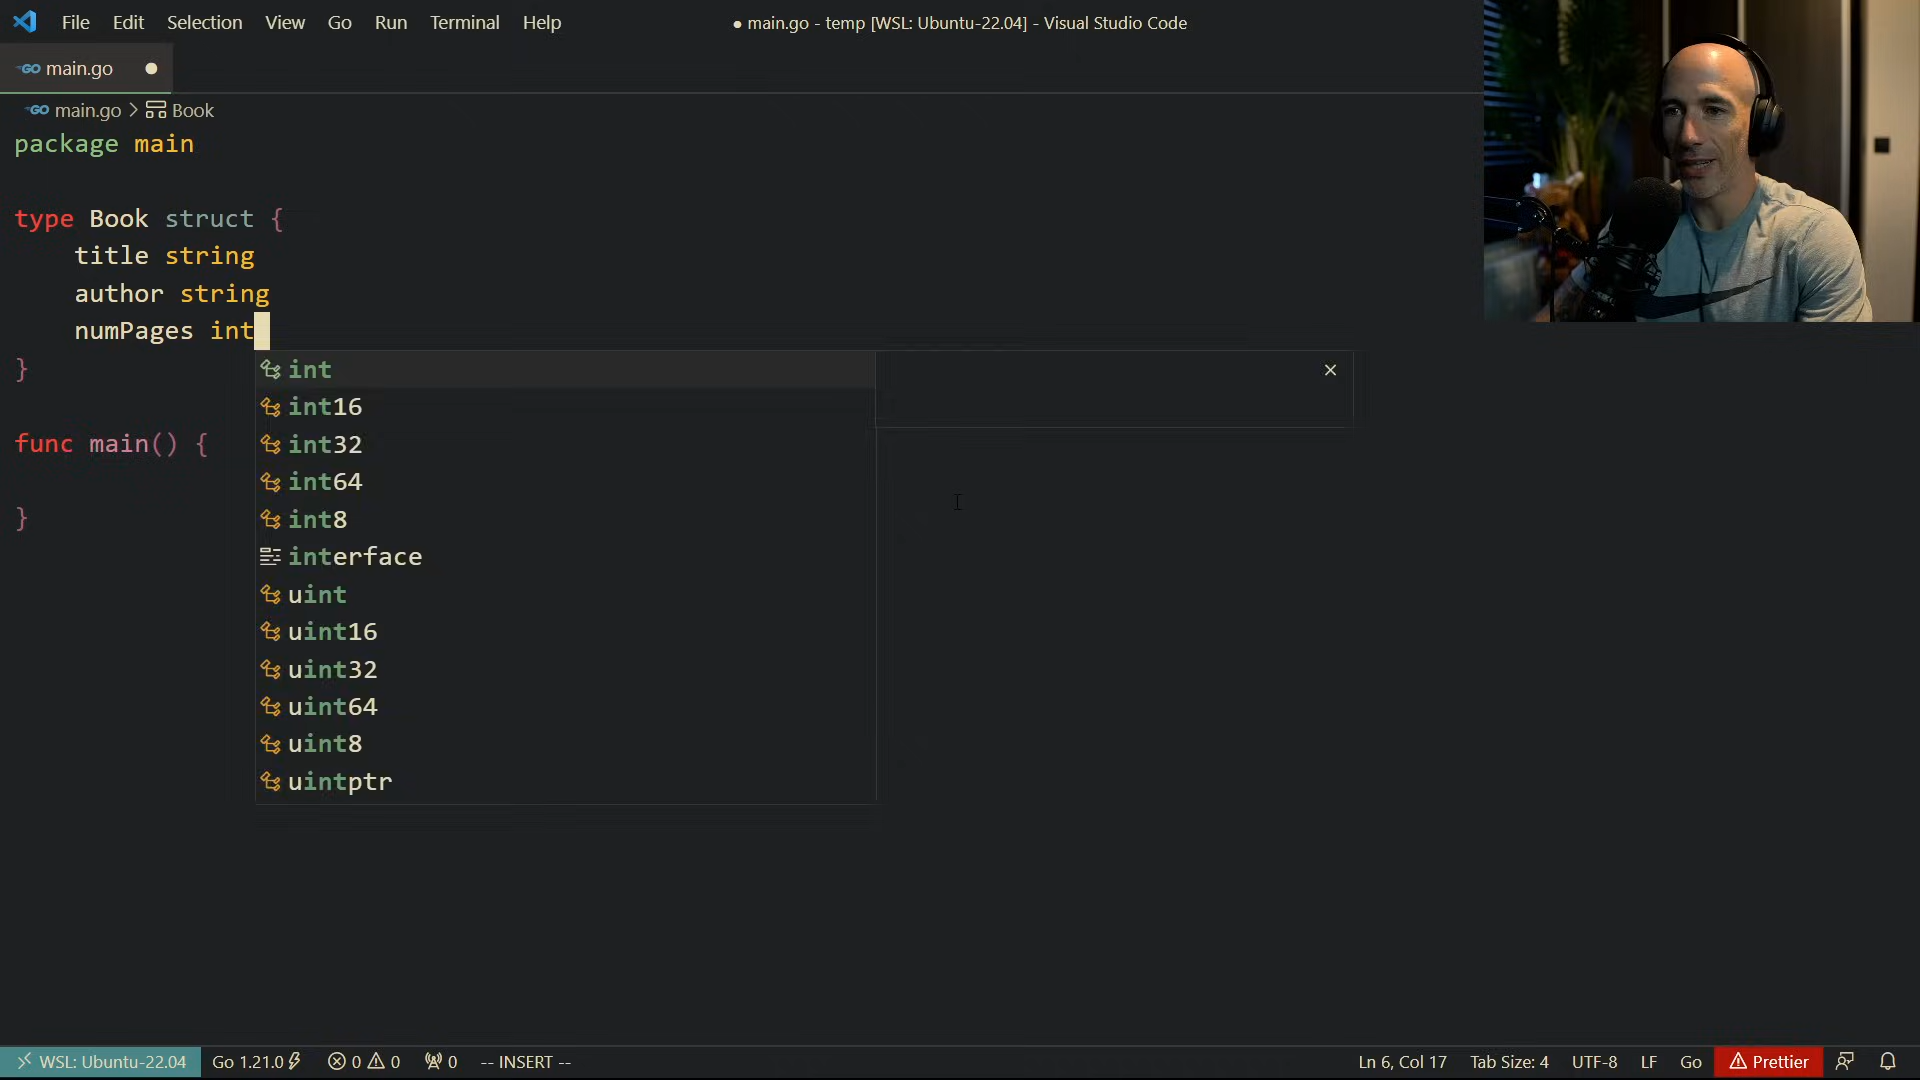 File Edit Selection View Go Run Terminal Help
● main.go - temp [WSL: Ubuntu-22.04] - Visual Studio Code
GO main.go ●
GO main.go > Book
package main
type Book struct {
title string
author string
numPages int
}
func main() {
}
int
int16
int32
int64
int8
interface
uint
uint16
uint32
uint64
uint8
uintptr
WSL: Ubuntu-22.04 Go 1.21.0 0 0 0 -- INSERT --
Ln 6, Col 17 Tab Size: 4 UTF-8 LF Go Prettier